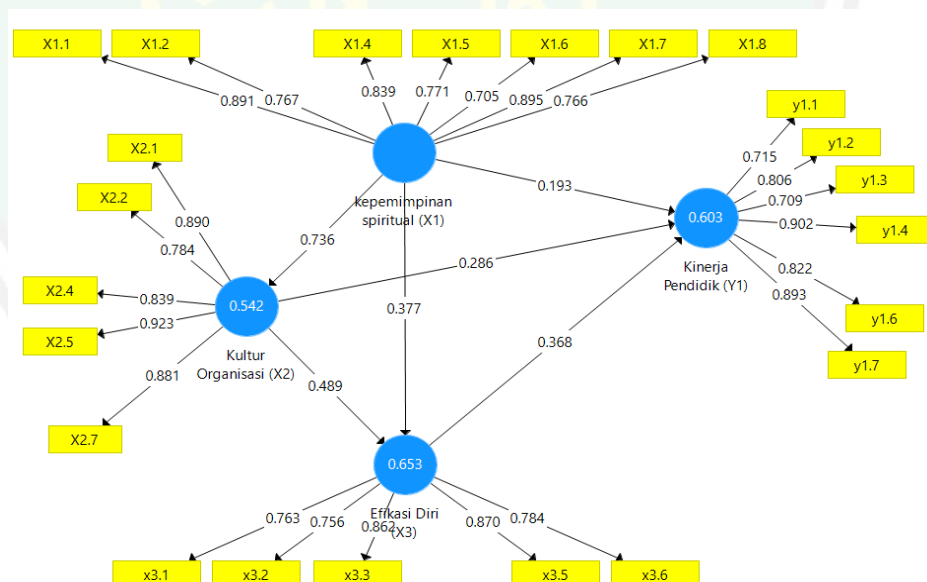 X1.1
X1.2
X1.4
X1.5
X1.6
X1.7
X1.8
0.891
0.767
0.839
0.771
0.705
0.895
0.766
kepemimpinan
spiritual (X1)
X2.1
X2.2
X2.4
X2.5
X2.7
0.890
0.784
0.839
0.923
0.881
0.736
0.193
0.286
0.377
0.489
0.368
0.542
Kultur
Organisasi (X2)
0.603
Kinerja
Pendidik (Y1)
y1.1
y1.2
y1.3
y1.4
y1.6
y1.7
0.715
0.806
0.709
0.902
0.822
0.893
0.653
Efikasi Diri
(X3)
0.763
0.756
0.862
0.870
0.784
x3.1
x3.2
x3.3
x3.5
x3.6